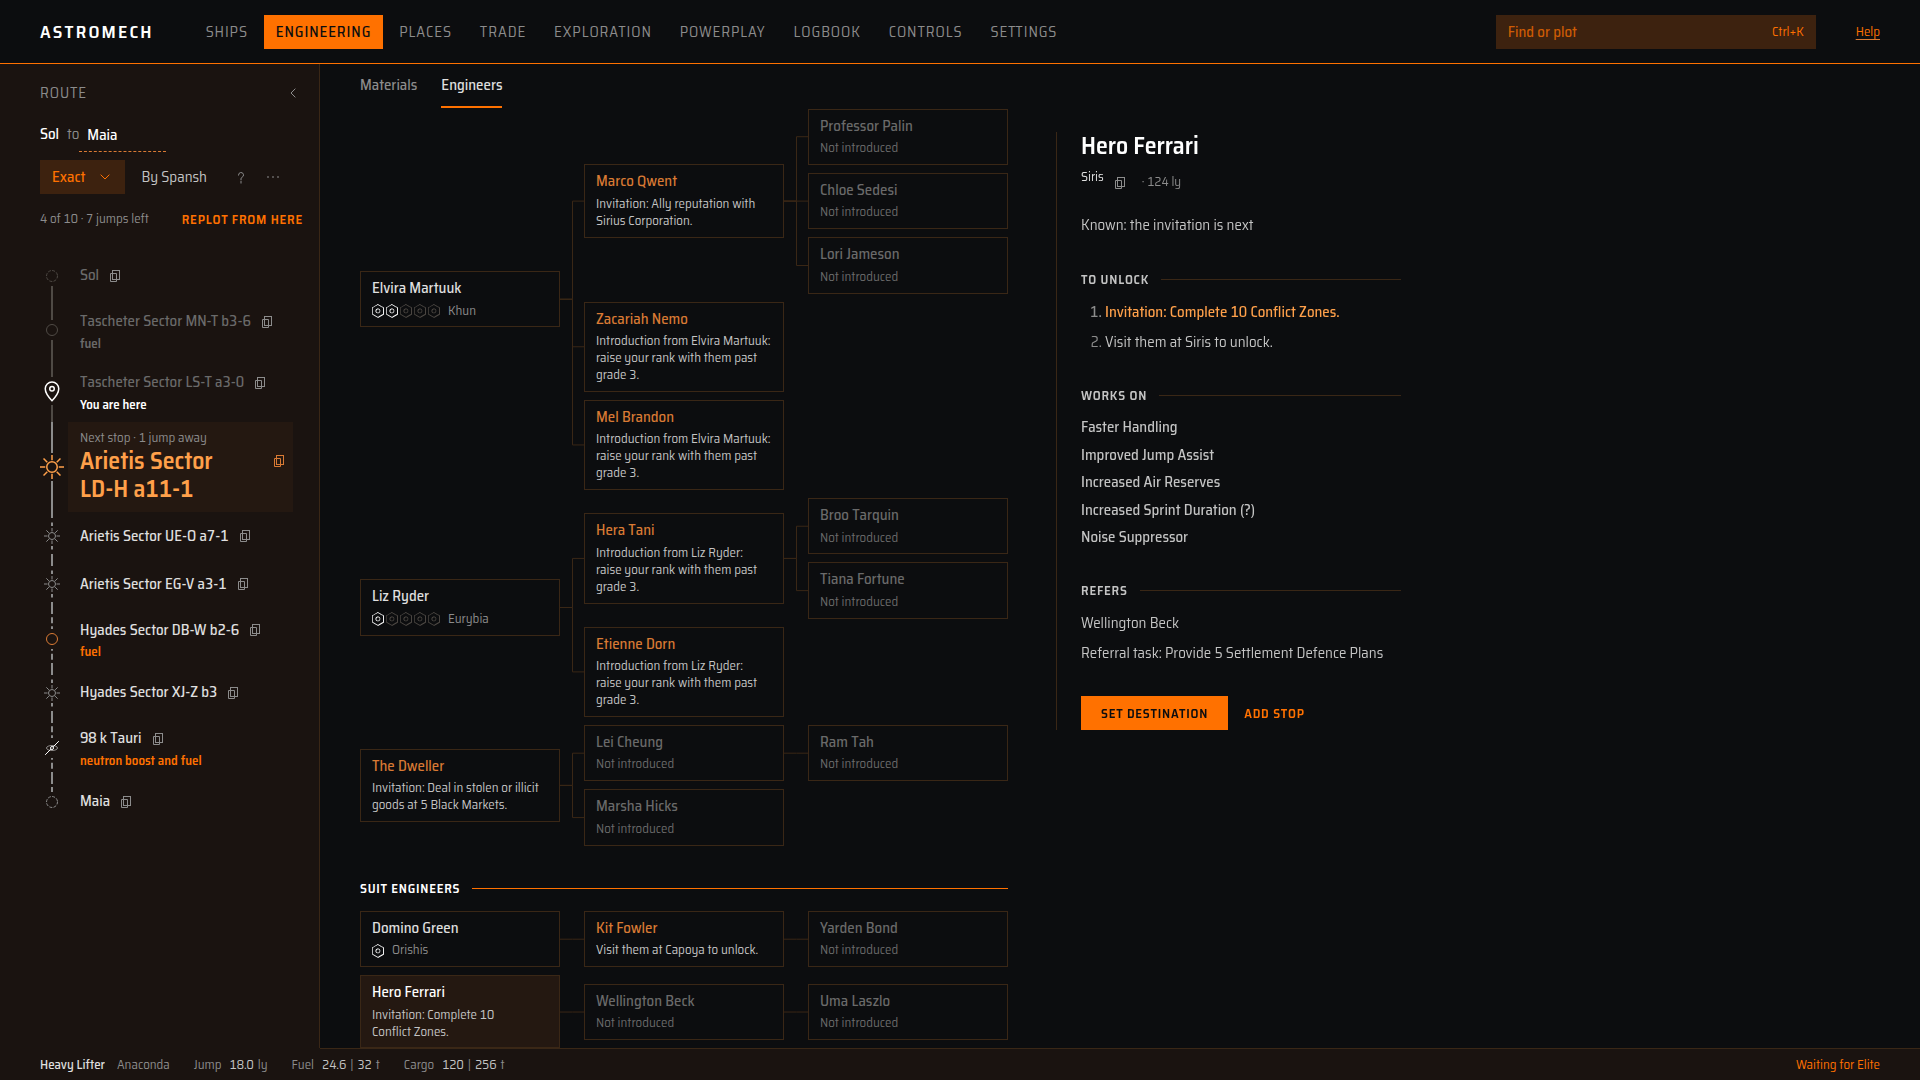 ASTROMECH
SHIPS ENGINEERING PLACES TRADE EXPLORATION POWERPLAY LOGBOOK CONTROLS SETTINGS
Find or plot Ctrl+K
Help
ROUTE
Sol to Maia
Exact By Spansh ? ···
4 of 10 · 7 jumps left REPLOT FROM HERE
Sol
Tascheter Sector MN-T b3-6
fuel
Tascheter Sector LS-T a3-0
You are here
Next stop · 1 jump away
Arietis Sector
LD-H a11-1
Arietis Sector UE-O a7-1
Arietis Sector EG-V a3-1
Hyades Sector DB-W b2-6
fuel
Hyades Sector XJ-Z b3
98 k Tauri
neutron boost and fuel
Maia
Materials Engineers
Elvira Martuuk
Khun
Marco Qwent
Invitation: Ally reputation with
Sirius Corporation.
Professor Palin
Not introduced
Chloe Sedesi
Not introduced
Lori Jameson
Not introduced
Zacariah Nemo
Introduction from Elvira Martuuk:
raise your rank with them past
grade 3.
Mel Brandon
Introduction from Elvira Martuuk:
raise your rank with them past
grade 3.
Liz Ryder
Eurybia
Hera Tani
Introduction from Liz Ryder:
raise your rank with them past
grade 3.
Broo Tarquin
Not introduced
Tiana Fortune
Not introduced
Etienne Dorn
Introduction from Liz Ryder:
raise your rank with them past
grade 3.
The Dweller
Invitation: Deal in stolen or illicit
goods at 5 Black Markets.
Lei Cheung
Not introduced
Ram Tah
Not introduced
Marsha Hicks
Not introduced
SUIT ENGINEERS
Domino Green
Orishis
Kit Fowler
Visit them at Capoya to unlock.
Yarden Bond
Not introduced
Hero Ferrari
Invitation: Complete 10
Conflict Zones.
Wellington Beck
Not introduced
Uma Laszlo
Not introduced
Hero Ferrari
Siris · 124 ly
Known: the invitation is next
TO UNLOCK
1. Invitation: Complete 10 Conflict Zones.
2. Visit them at Siris to unlock.
WORKS ON
Faster Handling
Improved Jump Assist
Increased Air Reserves
Increased Sprint Duration (?)
Noise Suppressor
REFERS
Wellington Beck
Referral task: Provide 5 Settlement Defence Plans
SET DESTINATION ADD STOP
Heavy Lifter Anaconda Jump 18.0 ly Fuel 24.6 | 32 t Cargo 120 | 256 t
Waiting for Elite